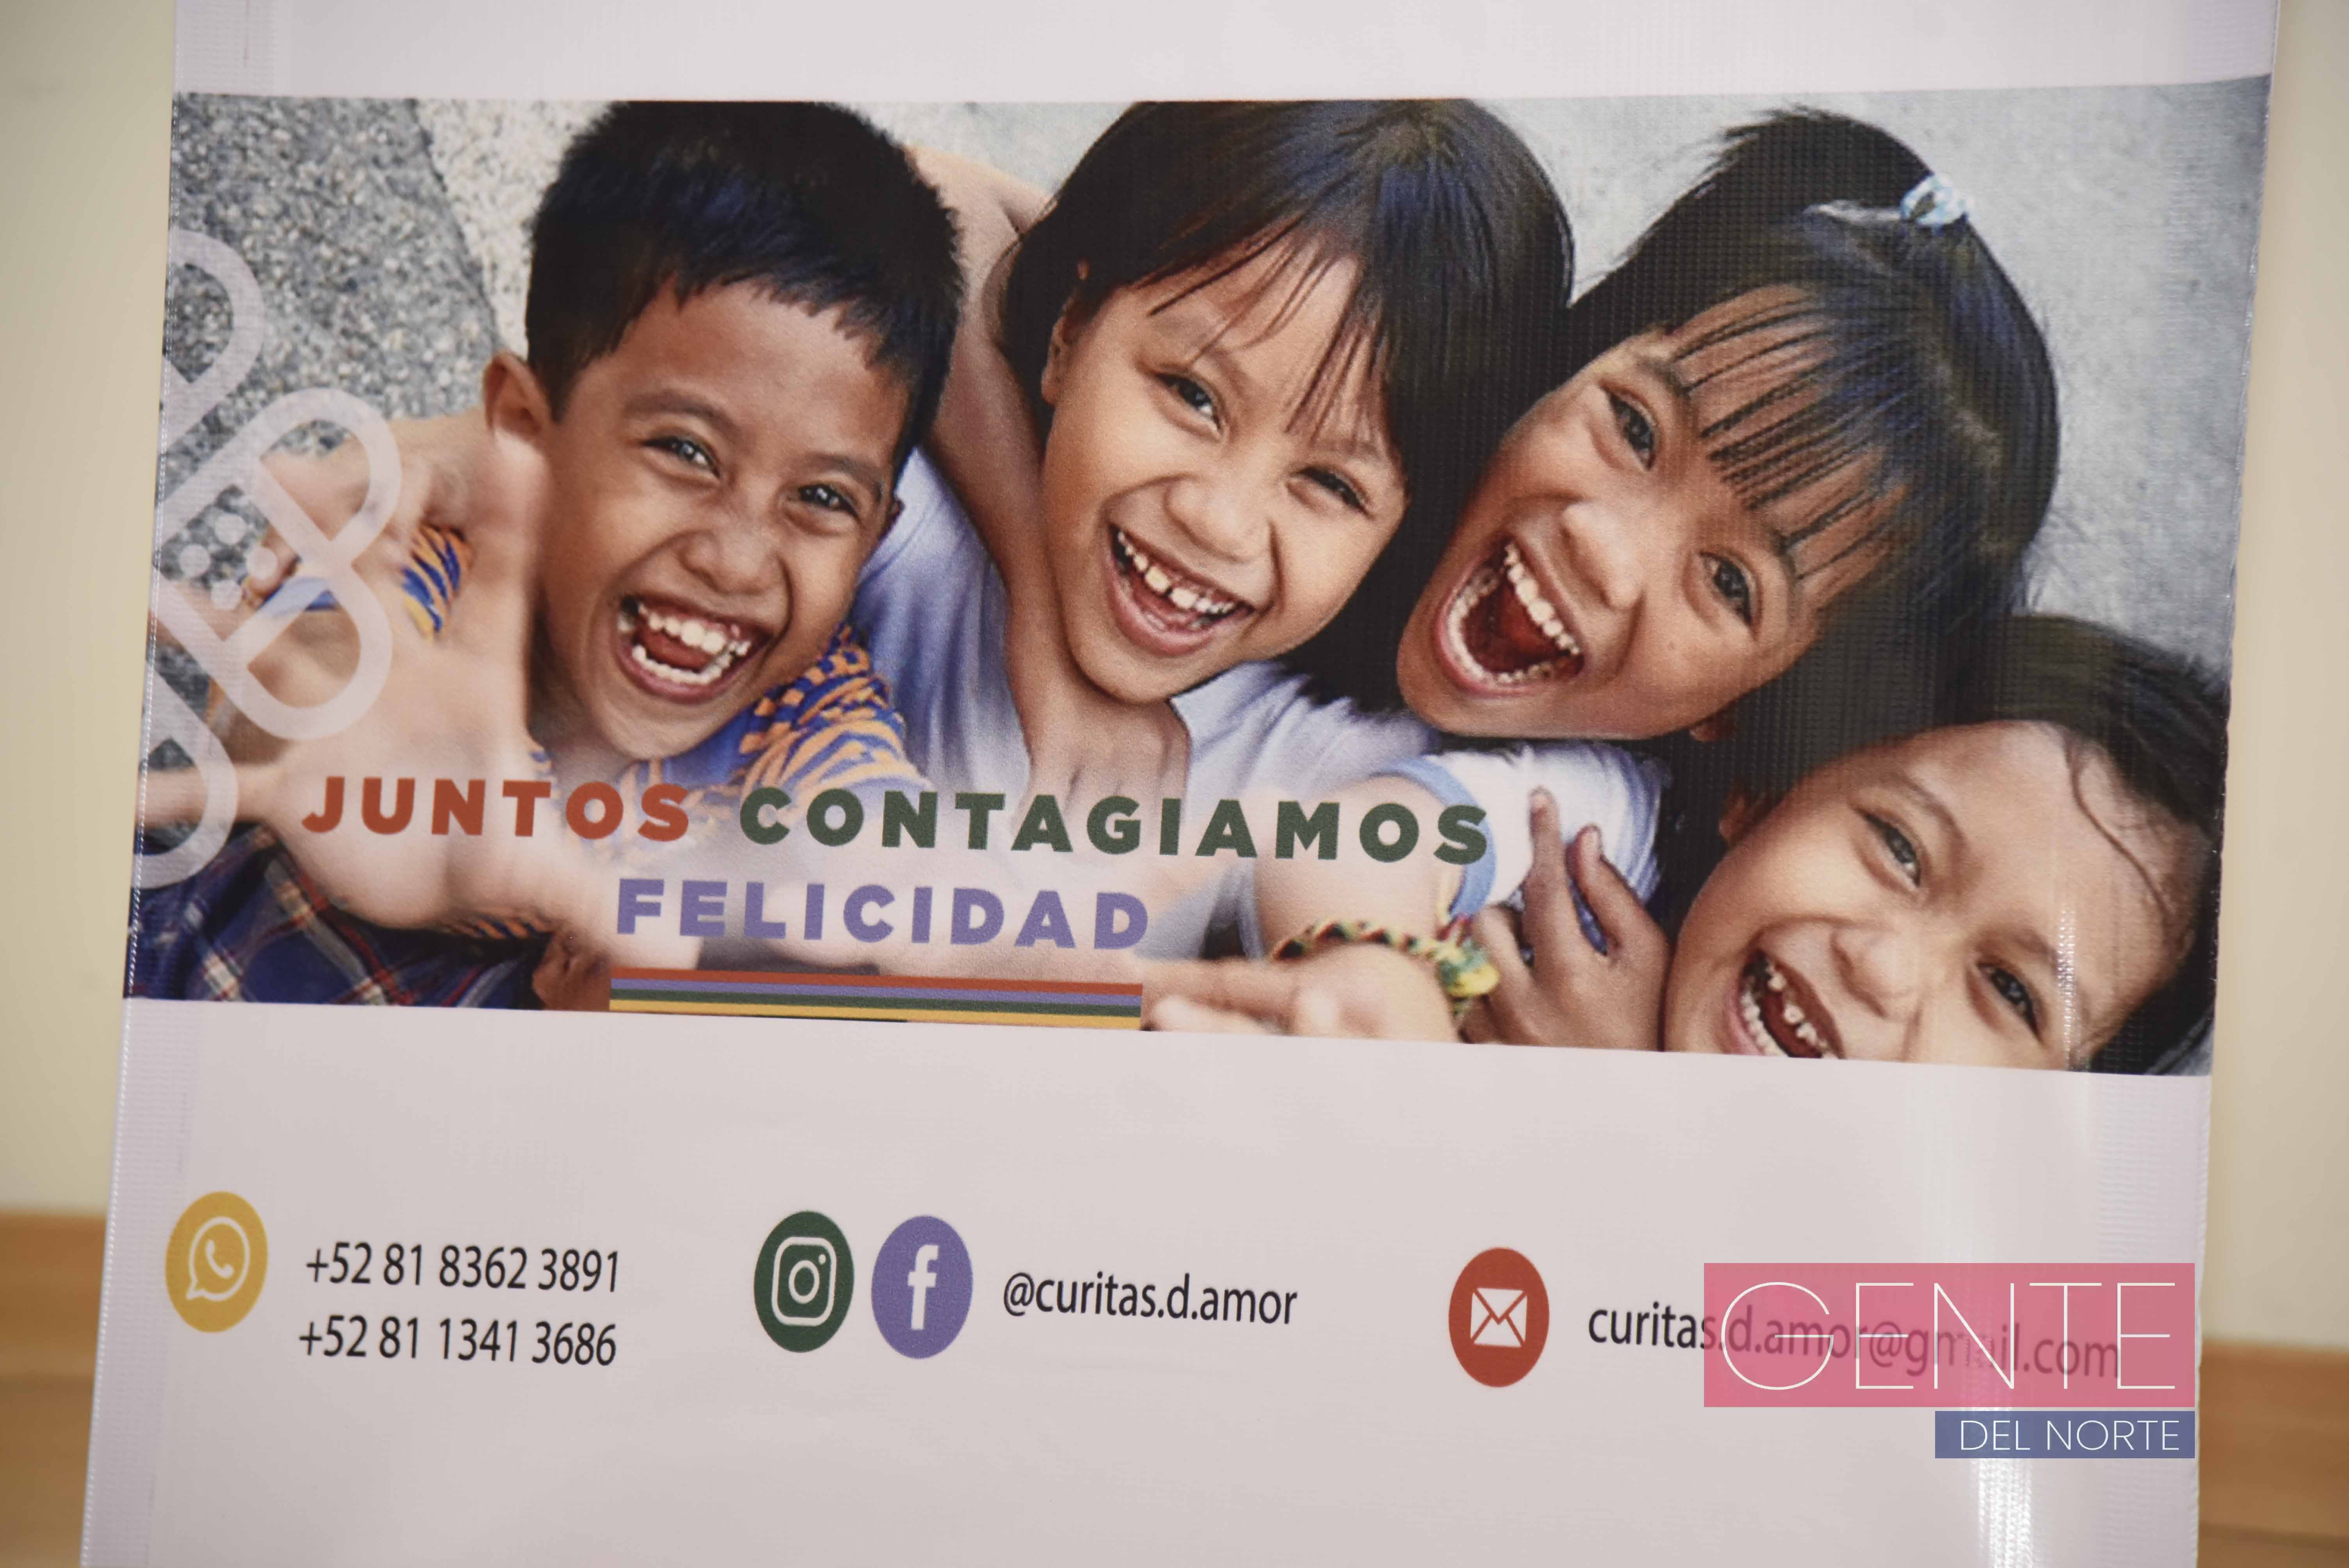 JUNTOS CONTAGIAMOS
FELICIDAD
+52 81 8362 3891
+52 81 1341 3686
@curitas.d.amor
curitas.d.amor@gmail.com
GENTE
DEL NORTE